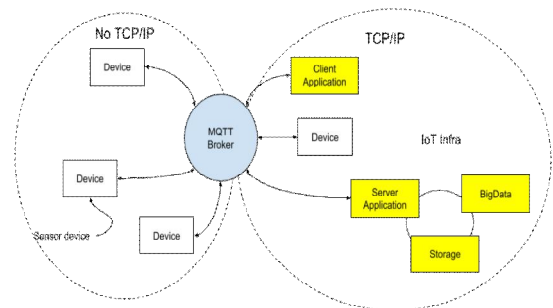 No TCP/IP
TCP/IP
Device
Client
Application
MQTT
Broker
Device
IoT Infra
Device
Server
Application
BigData
Sensor device
Device
Storage